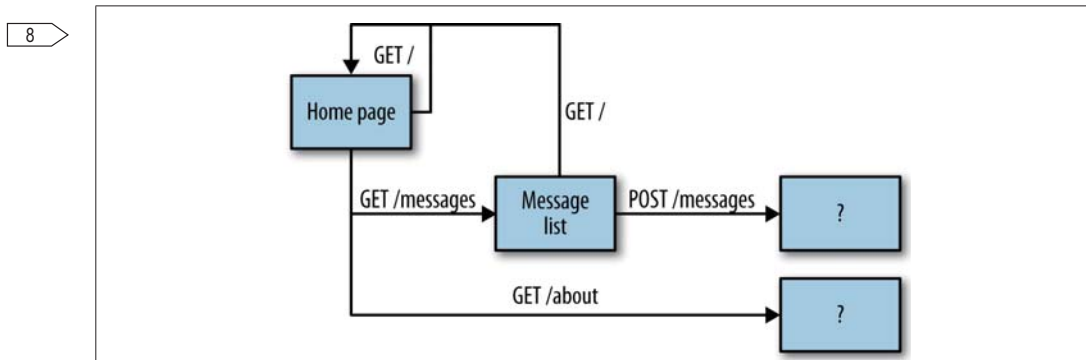 8
GET /
Home page
GET /
GET /messages
Message
list
POST /messages
?
GET /about
?